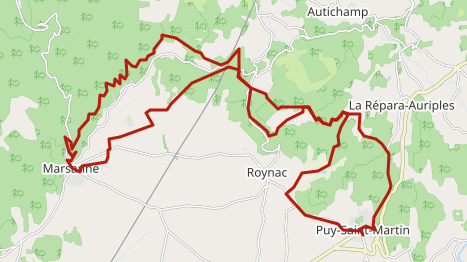 Autichamp
La Répara-Auriples
Marsanne
Roynac
Puy-Saint-Martin